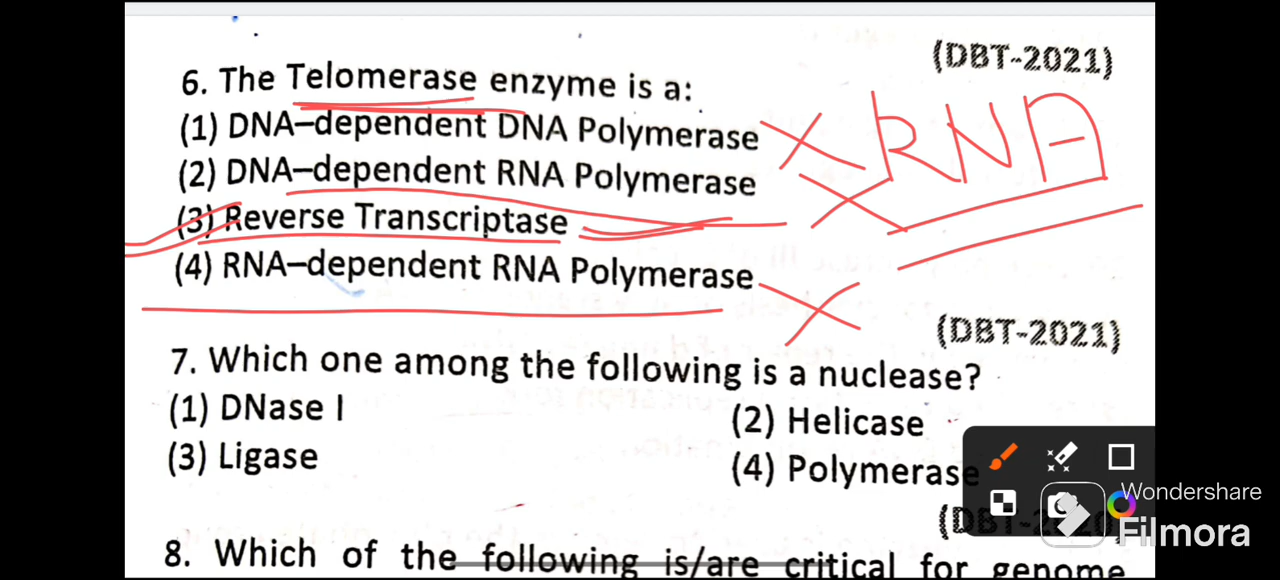 (DBT-2021)
6. The Telomerase enzyme is a:
(1) DNA–dependent DNA Polymerase
RNA
(2) DNA–dependent RNA Polymerase
(3) Reverse Transcriptase
(4) RNA–dependent RNA Polymerase
(DBT-2021)
7. Which one among the following is a nuclease?
(1) DNase I (2) Helicase
(3) Ligase (4) Polymerase
Wondershare
Filmora
8. Which of the following is/are critical for genome